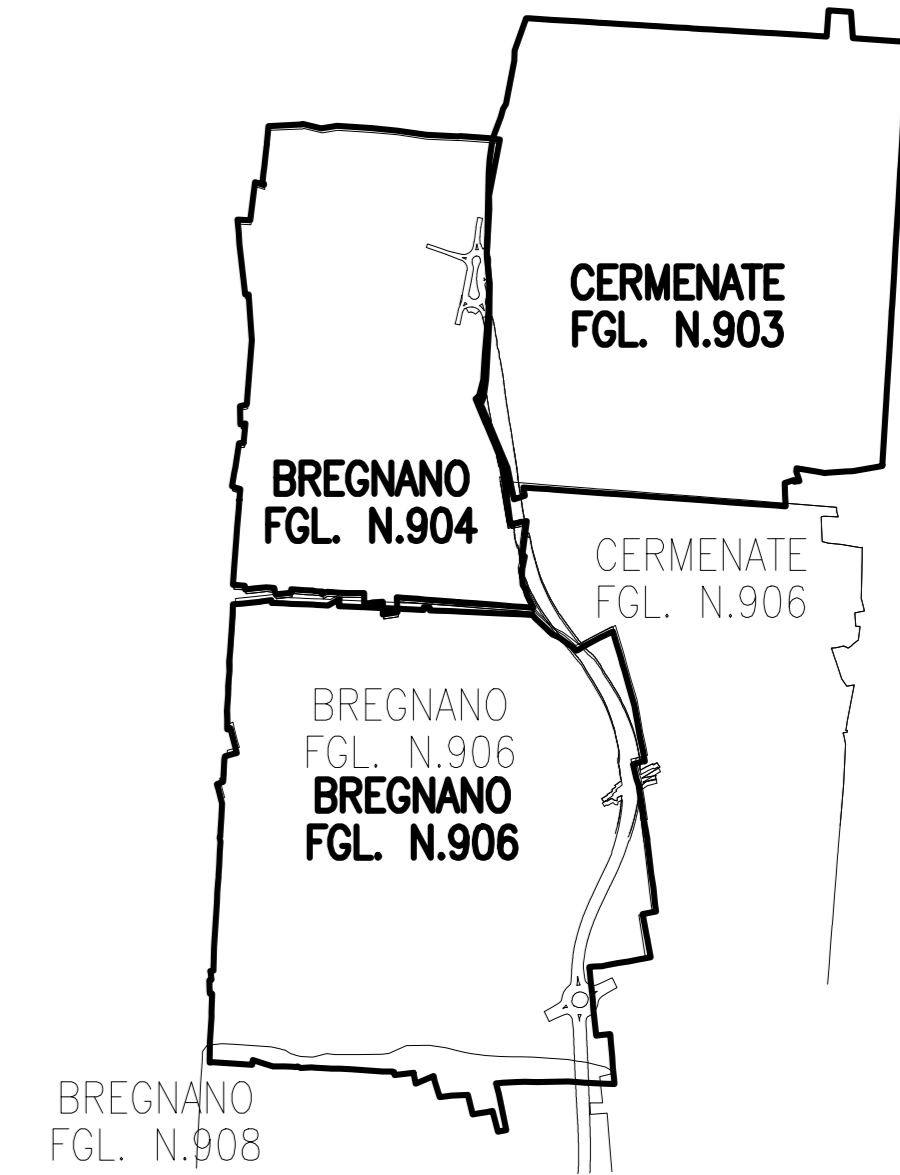 CERMENATE
FGL. N.903
BREGNANO
FGL. N.904
CERMENATE
FGL. N.906
BREGNANO
FGL. N.906
BREGNANO
FGL. N.906
BREGNANO
FGL. N.908